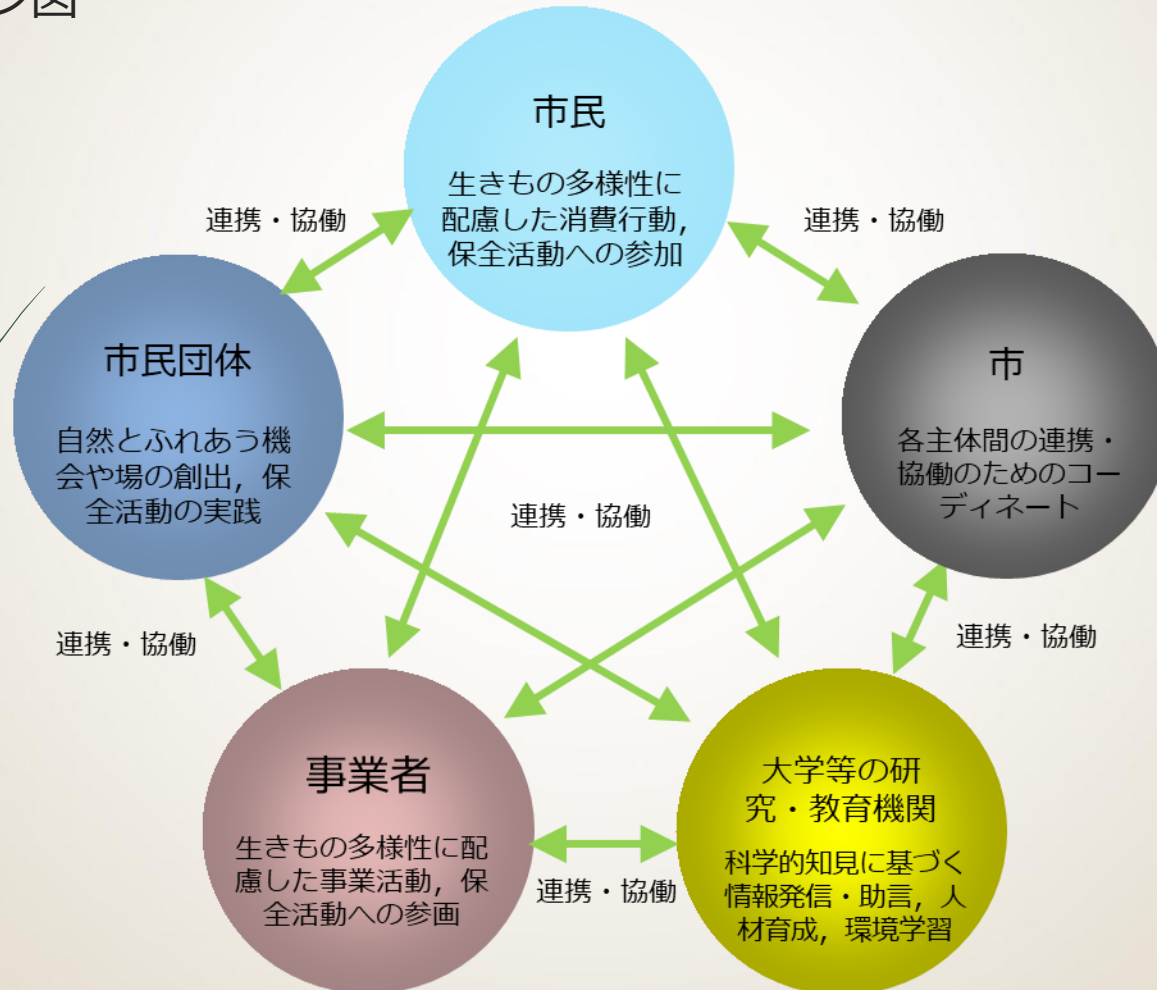 図
市民
生きもの多様性に
配慮した消費行動，
保全活動への参加
連携・協働
連携・協働
市民団体
自然とふれあう機
会や場の創出，保
全活動の実践
市
各主体間の連携・
協働のためのコー
ディネート
連携・協働
連携・協働
連携・協働
事業者
生きもの多様性に配
慮した事業活動，保
全活動への参画
連携・協働
大学等の研
究・教育機関
科学的知見に基づく
情報発信・助言，人
材育成，環境学習